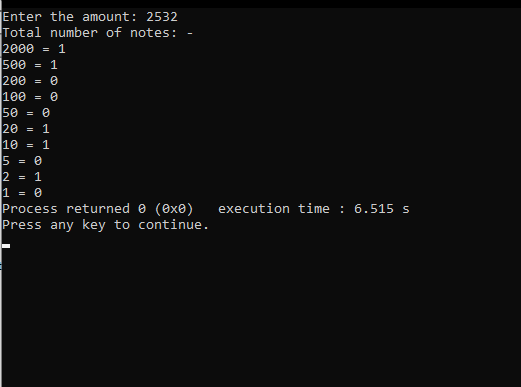 Enter the amount: 2532
Total number of notes: -
2000 = 1
500 = 1
200 = 0
100 = 0
50 = 0
20 = 1
10 = 1
5 = 0
2 = 1
1 = 0
Process returned 0 (0x0)   execution time : 6.515 s
Press any key to continue.